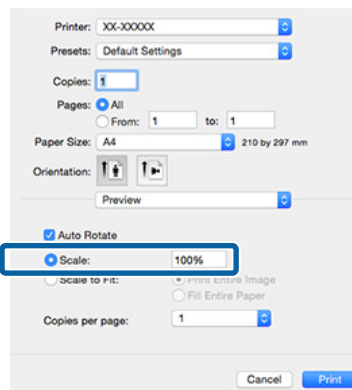 Printer: XX-XXXXX
Presets: Default Settings
Copies: 1
Pages: All
From: 1 to: 1
Paper Size: A4 210 by 297 mm
Orientation:
Preview
Auto Rotate
Scale: 100%
Scale to Fit: Print Entire Image
Fill Entire Paper
Copies per page: 1
Cancel Print